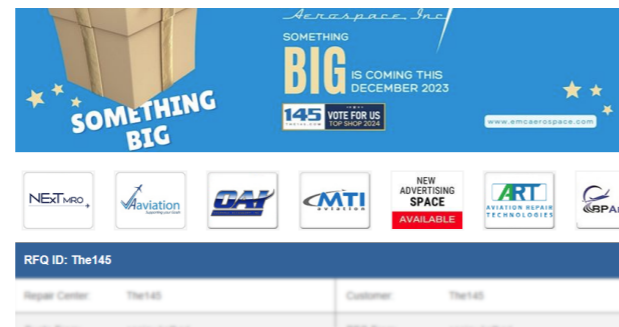 Aerospace, Inc
SOMETHING
BIG
IS COMING THIS
DECEMBER 2023
145
VOTE FOR US
TOP SHOP 2024
www.emcaerospace.com
SOMETHING
BIG
NExT MRO
Aaviation
OAI
MTI
aviation
NEW
ADVERTISING
SPACE
AVAILABLE
ART
AVIATION REPAIR
TECHNOLOGIES
RFQ ID: The145
Repair Center: The145 Customer: The145